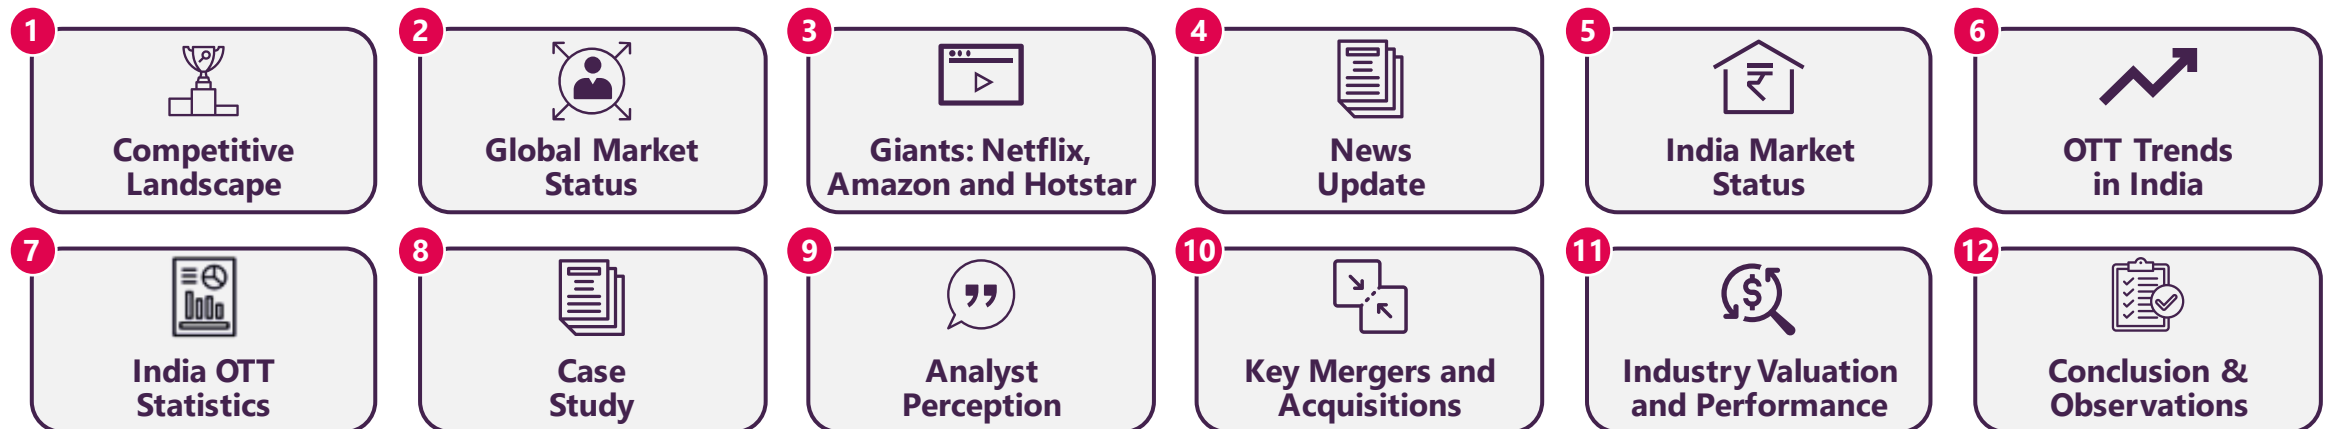 1
Competitive
Landscape
2
Global Market
Status
3
Giants: Netflix,
Amazon and Hotstar
4
News
Update
5
₹
India Market
Status
6
OTT Trends
in India
7
India OTT
Statistics
8
Case
Study
9
”
Analyst
Perception
10
Key Mergers and
Acquisitions
11
$
Industry Valuation
and Performance
12
Conclusion &
Observations